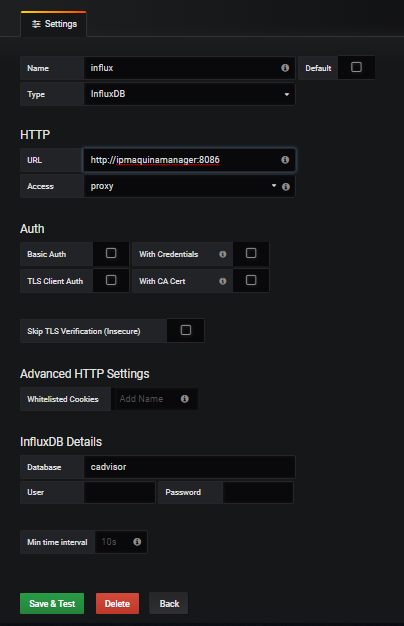 Settings
Name influx Default
Type InfluxDB
HTTP
URL http://ipmaquinamanager:8086
Access proxy
Auth
Basic Auth With Credentials
TLS Client Auth With CA Cert
Skip TLS Verification (Insecure)
Advanced HTTP Settings
Whitelisted Cookies Add Name
InfluxDB Details
Database cadvisor
User Password
Min time interval 10s
Save & Test Delete Back